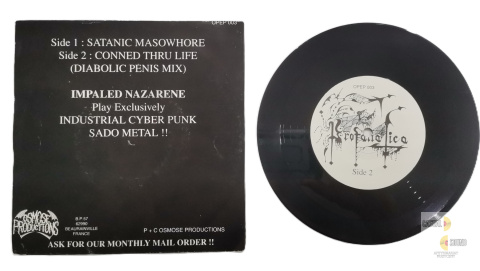 OPEP 003
Side 1 : SATANIC MASOWHORE
Side 2 : CONNED THRU LIFE
(DIABOLIC PENIS MIX)
IMPALED NAZARENE
Play Exclusively
INDUSTRIAL CYBER PUNK
SADO METAL !!
OSMOSE
PRODUCTIONS
B.P 57
62990
BEAURAINVILLE
FRANCE
P + C OSMOSE PRODUCTIONS
ASK FOR OUR MONTHLY MAIL ORDER !!
OPEP 003
Profanatica
Side 2